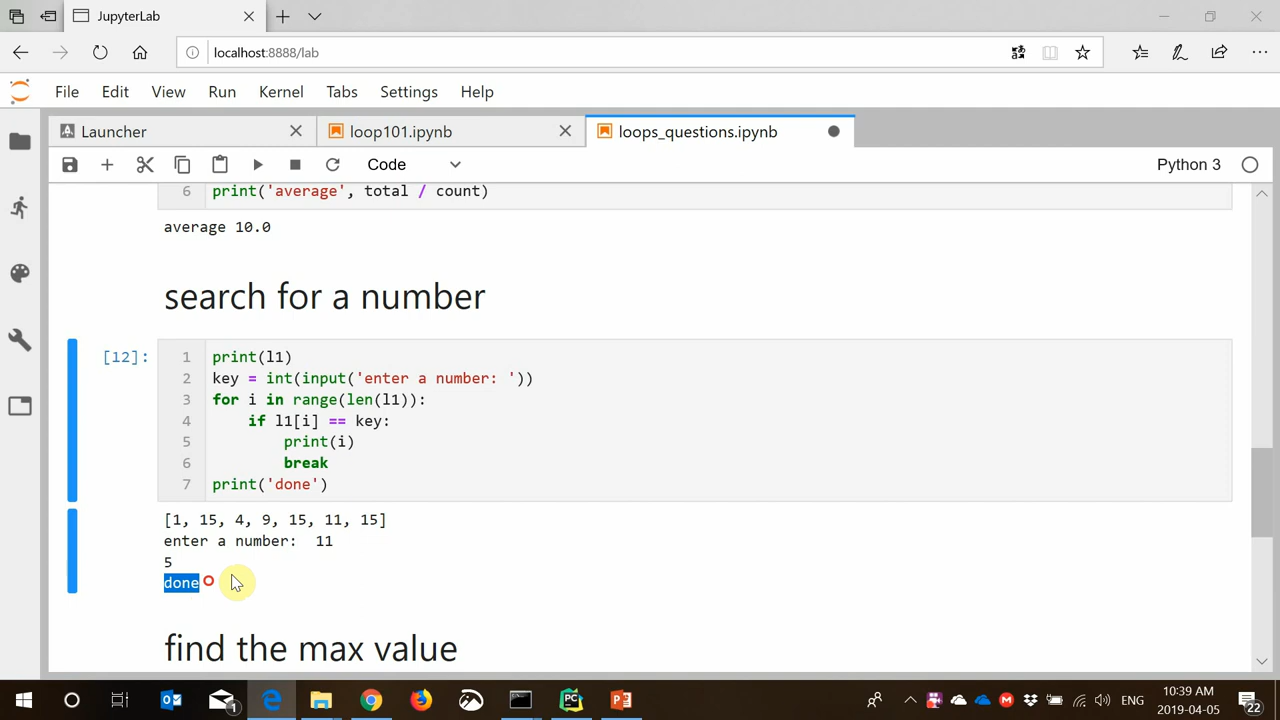 JupyterLab
localhost:8888/lab
File Edit View Run Kernel Tabs Settings Help
Launcher loop101.ipynb loops_questions.ipynb
Code Python 3
6 print('average', total / count)
average 10.0
search for a number
[12]: 1 print(l1)
2 key = int(input('enter a number: '))
3 for i in range(len(l1)):
4 if l1[i] == key:
5 print(i)
6 break
7 print('done')
[1, 15, 4, 9, 15, 11, 15]
enter a number: 11
5
done
find the max value
1 PC ENG 10:39 AM
2019-04-05 22